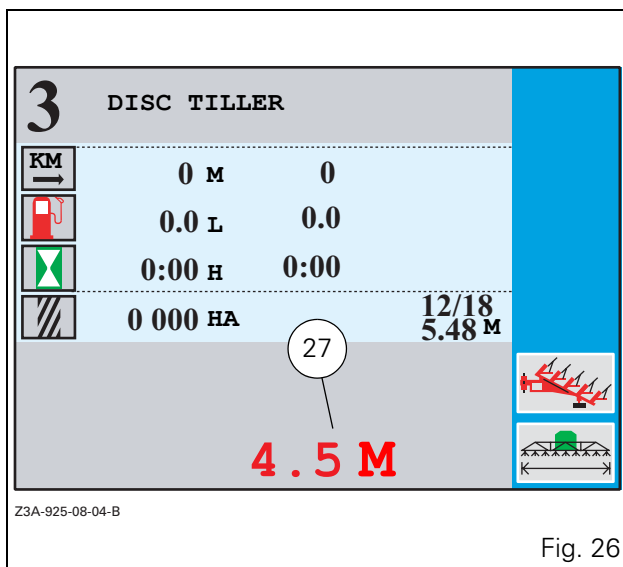 3 DISC TILLER
KM 0 M 0
0.0 L 0.0
0:00 H 0:00
0 000 HA 12/18
5.48 M
27
4.5 M
Z3A-925-08-04-B
Fig. 26